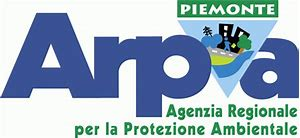 PIEMONTE
Arpa
Agenzia Regionale
per la Protezione Ambientale